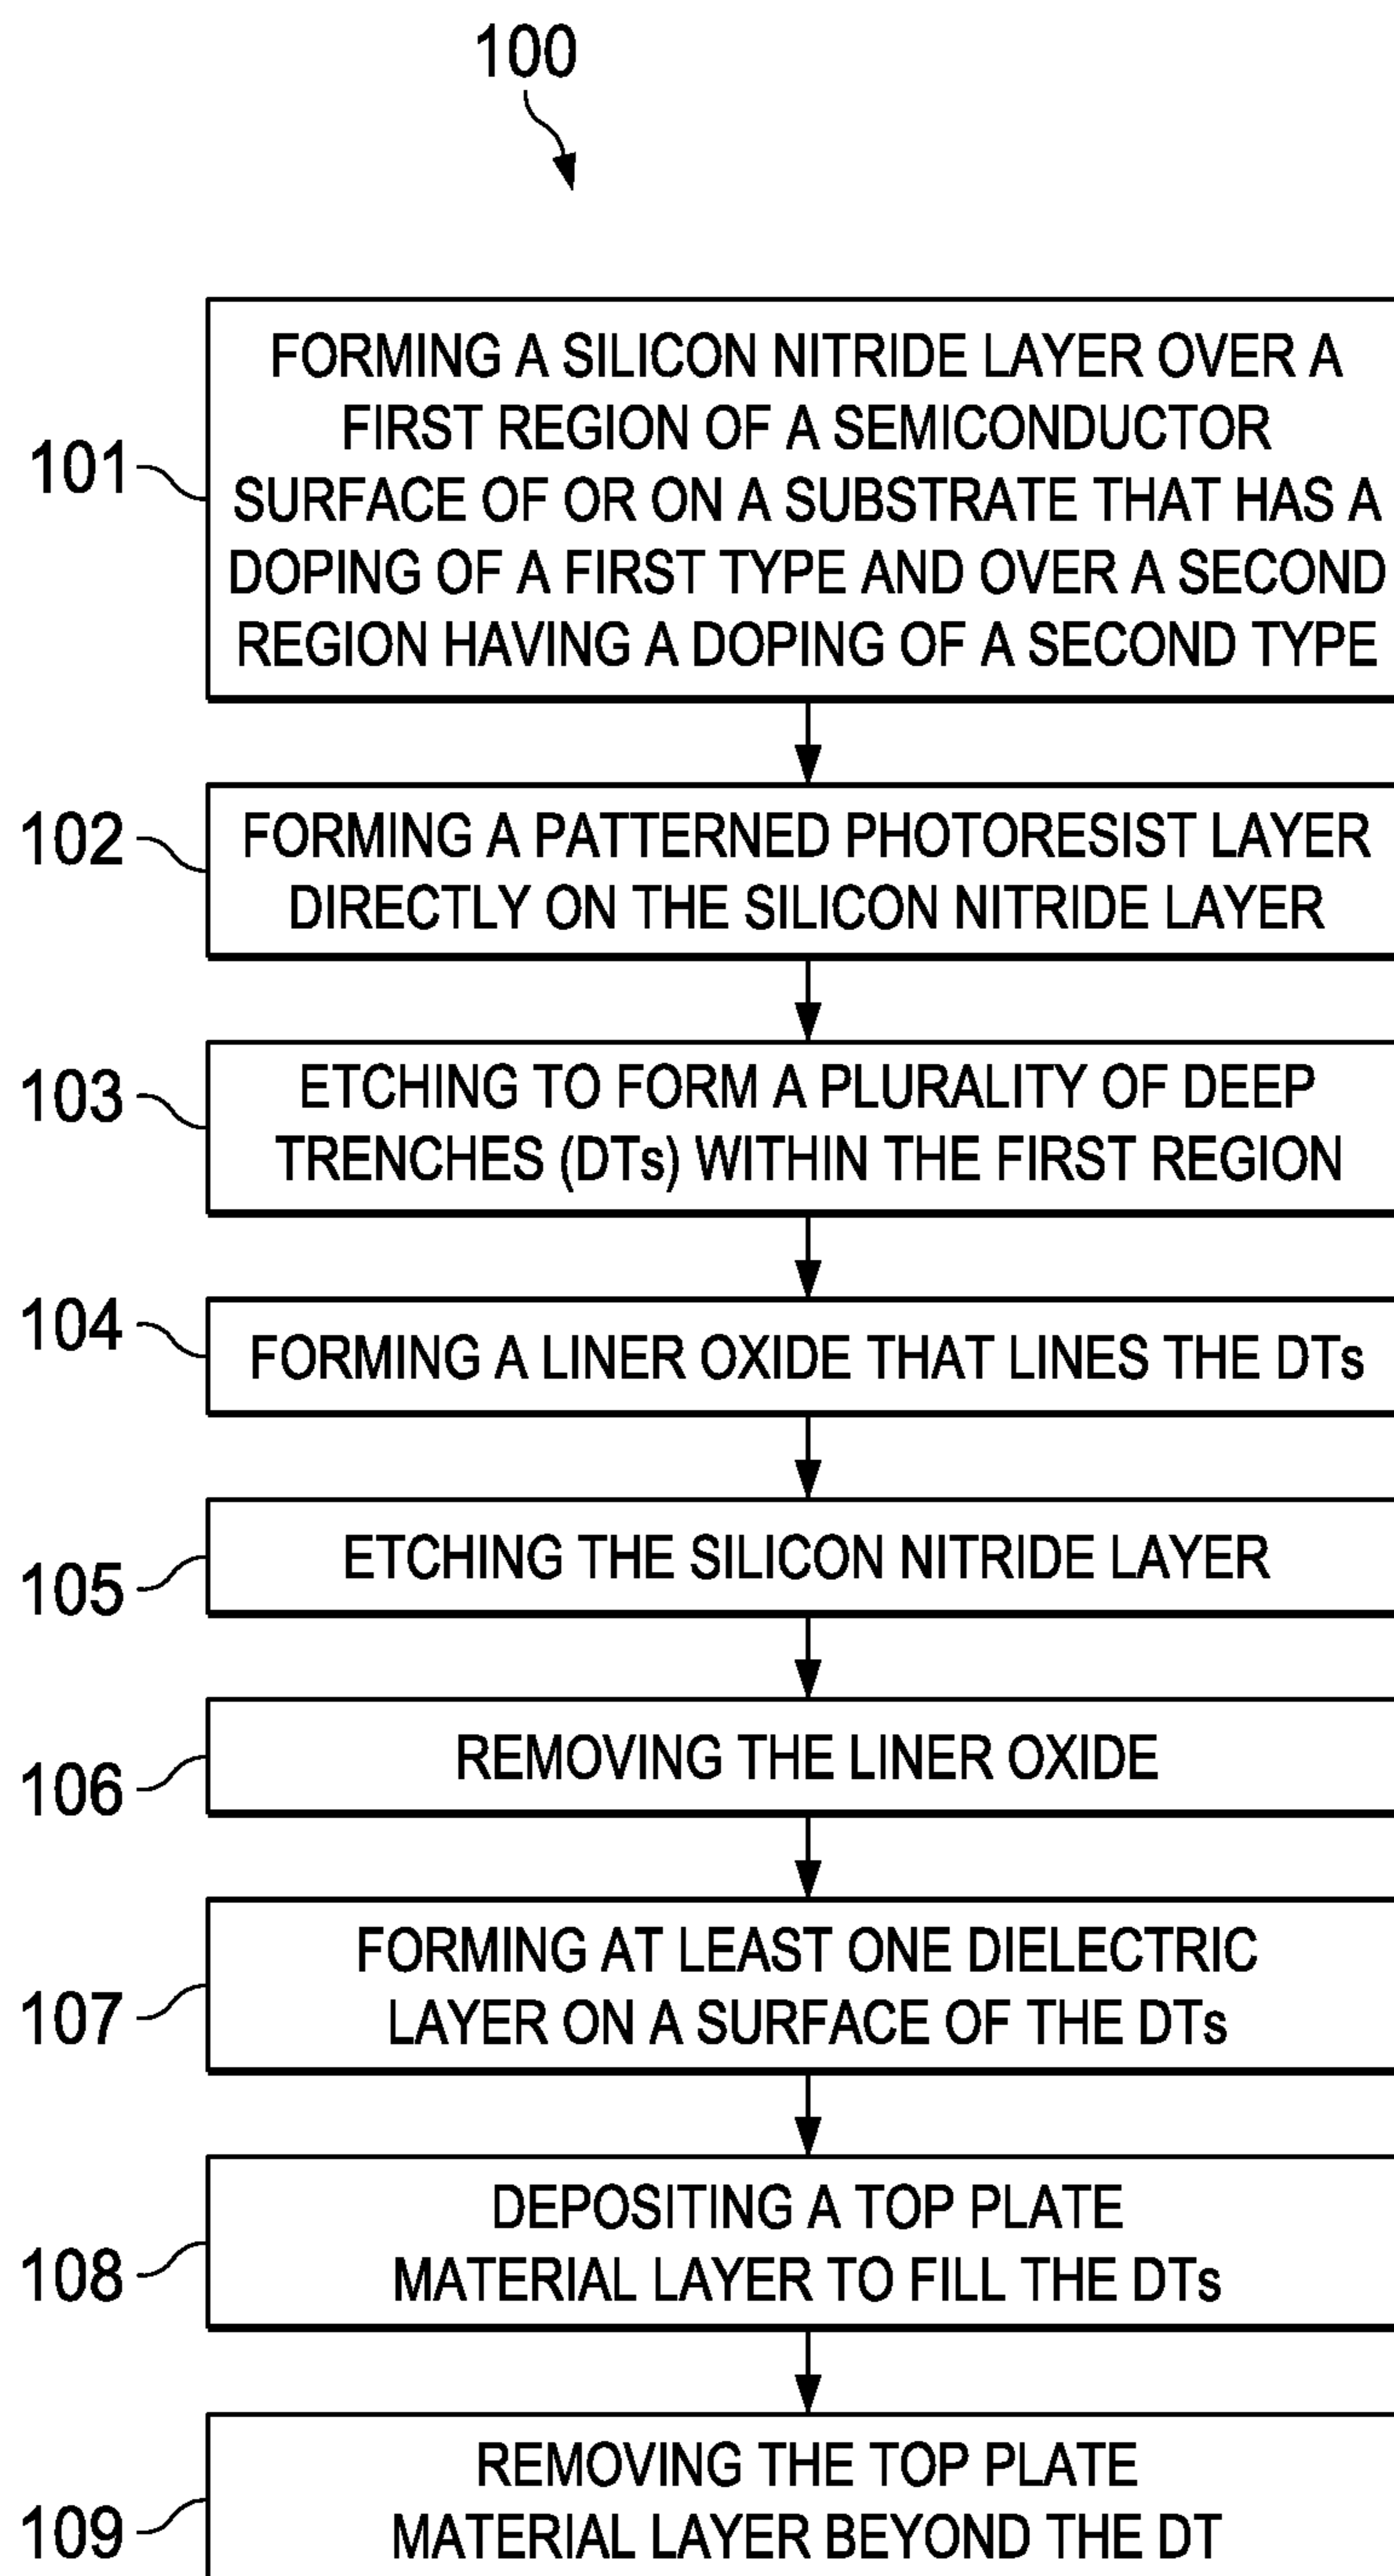 100
101
FORMING A SILICON NITRIDE LAYER OVER A
FIRST REGION OF A SEMICONDUCTOR
SURFACE OF OR ON A SUBSTRATE THAT HAS A
DOPING OF A FIRST TYPE AND OVER A SECOND
REGION HAVING A DOPING OF A SECOND TYPE
102
FORMING A PATTERNED PHOTORESIST LAYER
DIRECTLY ON THE SILICON NITRIDE LAYER
103
ETCHING TO FORM A PLURALITY OF DEEP
TRENCHES (DTs) WITHIN THE FIRST REGION
104
FORMING A LINER OXIDE THAT LINES THE DTs
105
ETCHING THE SILICON NITRIDE LAYER
106
REMOVING THE LINER OXIDE
107
FORMING AT LEAST ONE DIELECTRIC
LAYER ON A SURFACE OF THE DTs
108
DEPOSITING A TOP PLATE
MATERIAL LAYER TO FILL THE DTs
109
REMOVING THE TOP PLATE
MATERIAL LAYER BEYOND THE DT